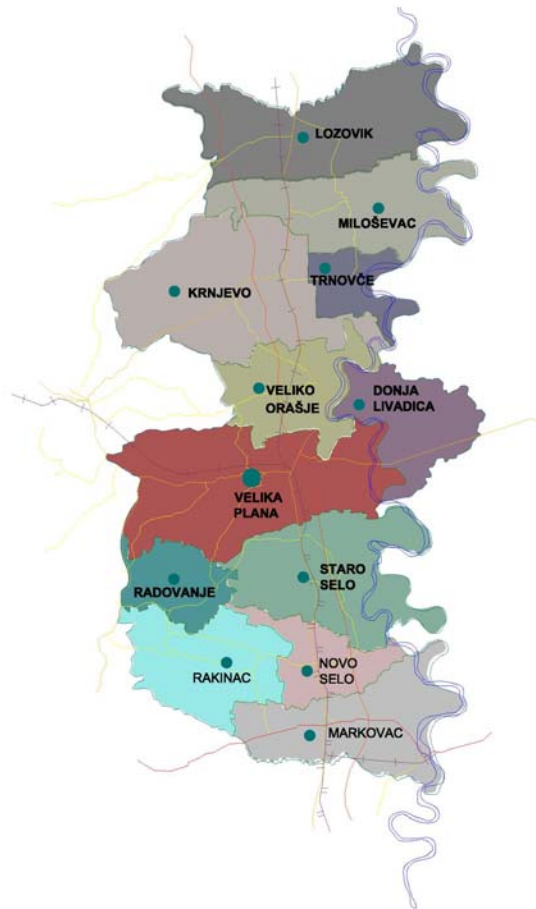 LOZOVIK
MILOŠEVAC
TRNOVČE
KRNJEVO
VELIKO
ORAŠJE
DONJA
LIVADICA
VELIKA
PLANA
STARO
SELO
RADOVANJE
RAKINAC
NOVO
SELO
MARKOVAC